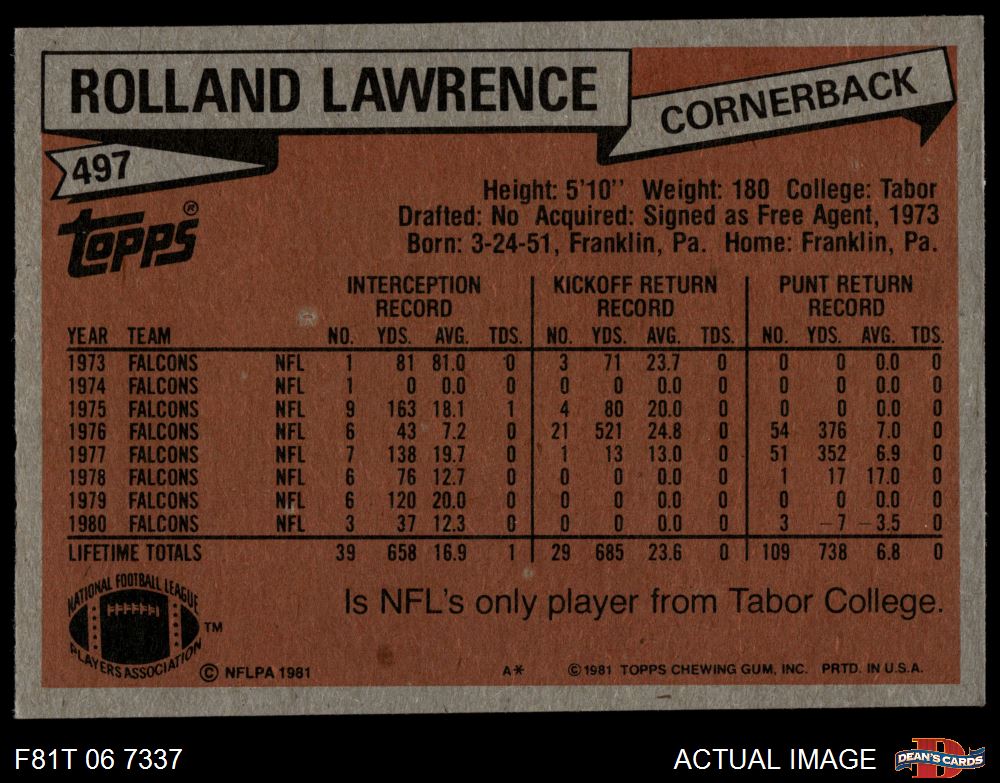 ROLLAND LAWRENCE
CORNERBACK
497
TOPPS ®
Height: 5'10'' Weight: 180 College: Tabor
Drafted: No Acquired: Signed as Free Agent, 1973
Born: 3-24-51, Franklin, Pa. Home: Franklin, Pa.
INTERCEPTION RECORD KICKOFF RETURN RECORD PUNT RETURN RECORD
YEAR TEAM NO. YDS. AVG. TDS. NO. YDS. AVG. TDS. NO. YDS. AVG. TDS.
1973 FALCONS NFL 1 81 81.0 0 3 71 23.7 0 0 0 0.0 0
1974 FALCONS NFL 1 0 0.0 0 0 0 0.0 0 0 0 0.0 0
1975 FALCONS NFL 9 163 18.1 1 4 80 20.0 0 0 0 0.0 0
1976 FALCONS NFL 6 43 7.2 0 21 521 24.8 0 54 376 7.0 0
1977 FALCONS NFL 7 138 19.7 0 1 13 13.0 0 51 352 6.9 0
1978 FALCONS NFL 6 76 12.7 0 0 0 0.0 0 1 17 17.0 0
1979 FALCONS NFL 6 120 20.0 0 0 0 0.0 0 0 0 0.0 0
1980 FALCONS NFL 3 37 12.3 0 0 0 0.0 0 3 -7 -3.5 0
LIFETIME TOTALS 39 658 16.9 1 29 685 23.6 0 109 738 6.8 0
NATIONAL FOOTBALL LEAGUE
PLAYERS ASSOCIATION
TM
Is NFL's only player from Tabor College.
© NFLPA 1981 A* © 1981 TOPPS CHEWING GUM, INC. PRTD. IN U.S.A.
F81T 06 7337 ACTUAL IMAGE
D
DEAN'S CARDS